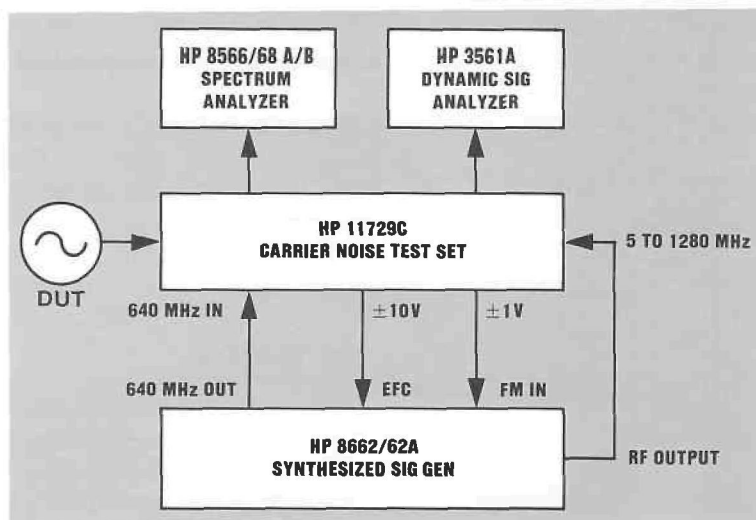 HP 8566/68 A/B
SPECTRUM
ANALYZER
HP 3561A
DYNAMIC SIG
ANALYZER
HP 11729C
CARRIER NOISE TEST SET
5 TO 1280 MHz
DUT
640 MHz IN
±10V
±1V
640 MHz OUT
EFC
FM IN
HP 8662/62A
SYNTHESIZED SIG GEN
RF OUTPUT